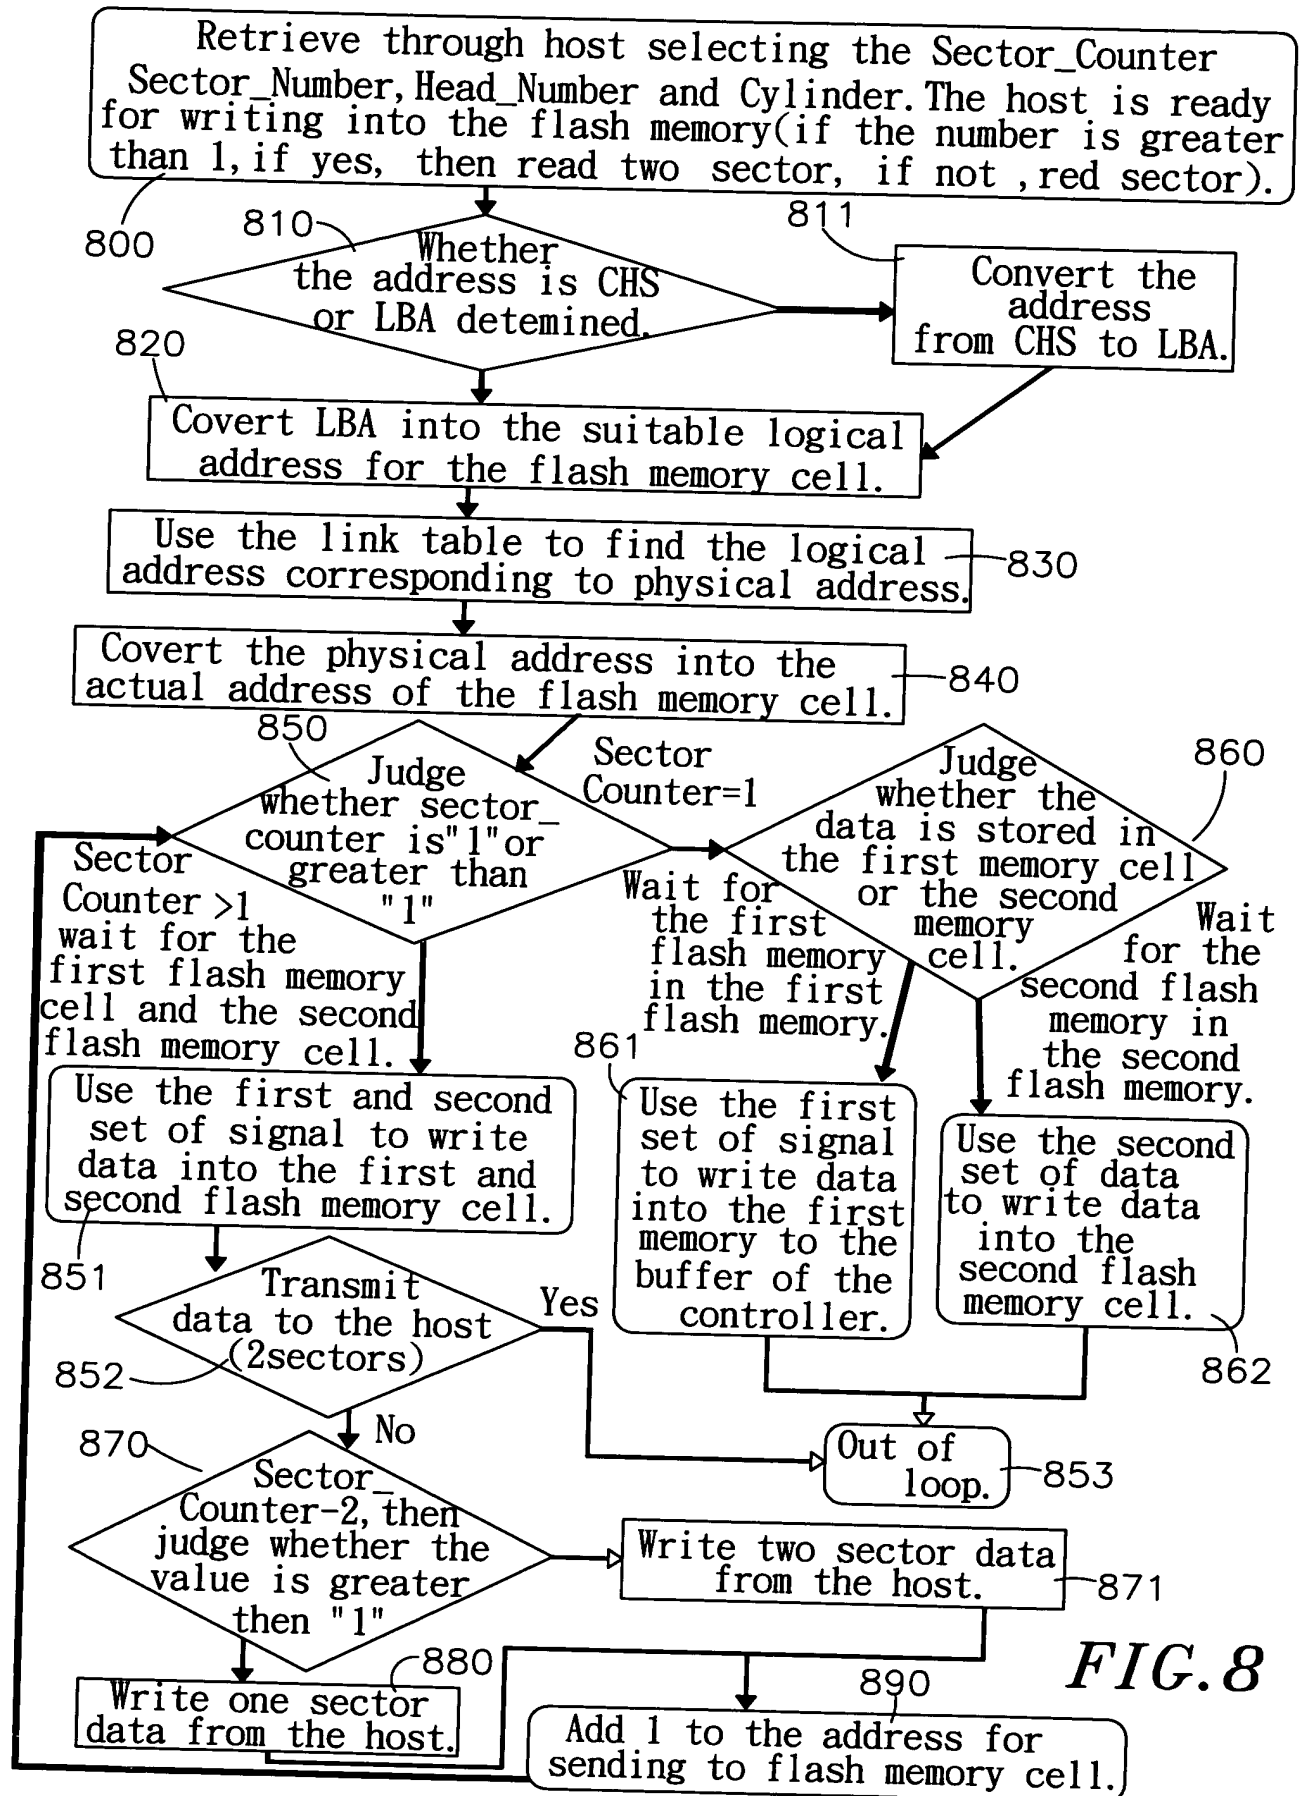 Retrieve through host selecting the Sector_Counter
Sector_Number, Head_Number and Cylinder. The host is ready
for writing into the flash memory(if the number is greater
than 1, if yes, then read two sector, if not ,red sector).
800
810
Whether
the address is CHS
or LBA detemined.
811
Convert the
address
from CHS to LBA.
820
Covert LBA into the suitable logical
address for the flash memory cell.
Use the link table to find the logical
address corresponding to physical address.
830
Covert the physical address into the
actual address of the flash memory cell.
840
850
Judge
whether sector_
counter is"1"or
greater than
"1"
Sector
Counter=1
860
Judge
whether the
data is stored in
the first memory cell
or the second
memory
cell.
Sector
Counter >1
wait for the
first flash memory
cell and the second
flash memory cell.
Wait for
the first
flash memory
in the first
flash memory.
Wait
for the
second flash
memory in
the second
flash memory.
Use the first and second
set of signal to write
data into the first and
second flash memory cell.
851
861
Use the first
set of signal
to write data
into the first
memory to the
buffer of the
controller.
Use the second
set of data
to write data
into the
second flash
memory cell.
862
Transmit
data to the host
(2sectors)
852
Yes
No
Out of
loop.
853
870
Sector_
Counter-2, then
judge whether the
value is greater
then "1"
Write two sector data
from the host.
871
880
Write one sector
data from the host.
890
Add 1 to the address for
sending to flash memory cell.
FIG. 8